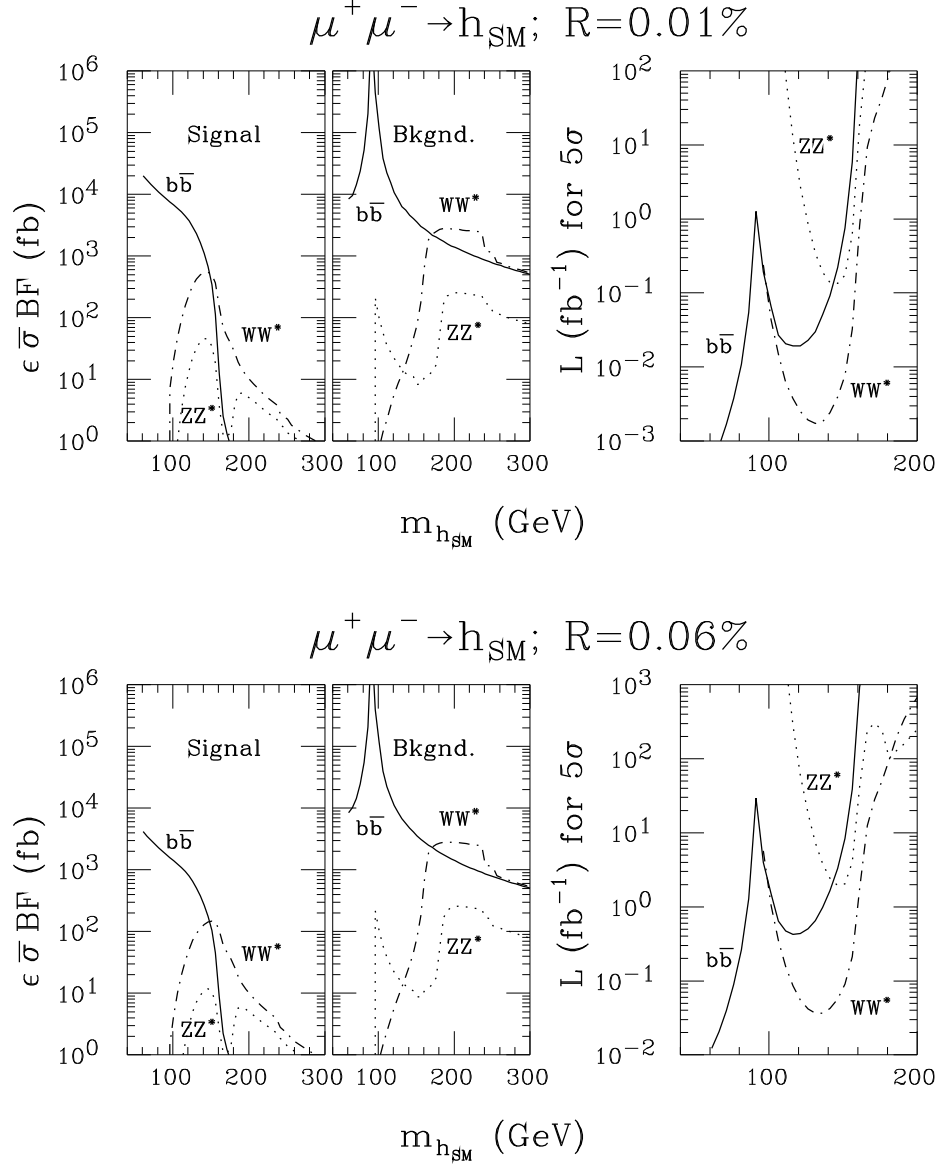 μ⁺μ⁻→h_SM; R=0.01%
ϵ σ̅ BF (fb)
10⁶
10⁵
10⁴
10³
10²
10¹
10⁰
Signal
bb̅
WW*
ZZ*
100 200 300
Bkgnd.
bb̅
WW*
ZZ*
100 200 300
L (fb⁻¹) for 5σ
10²
10¹
10⁰
10⁻¹
10⁻²
10⁻³
ZZ*
bb̅
WW*
100 200
m_h_SM (GeV)
μ⁺μ⁻→h_SM; R=0.06%
ϵ σ̅ BF (fb)
10⁶
10⁵
10⁴
10³
10²
10¹
10⁰
Signal
bb̅
WW*
ZZ*
100 200 300
Bkgnd.
bb̅
WW*
ZZ*
100 200 300
L (fb⁻¹) for 5σ
10³
10²
10¹
10⁰
10⁻¹
10⁻²
ZZ*
bb̅
WW*
100 200
m_h_SM (GeV)